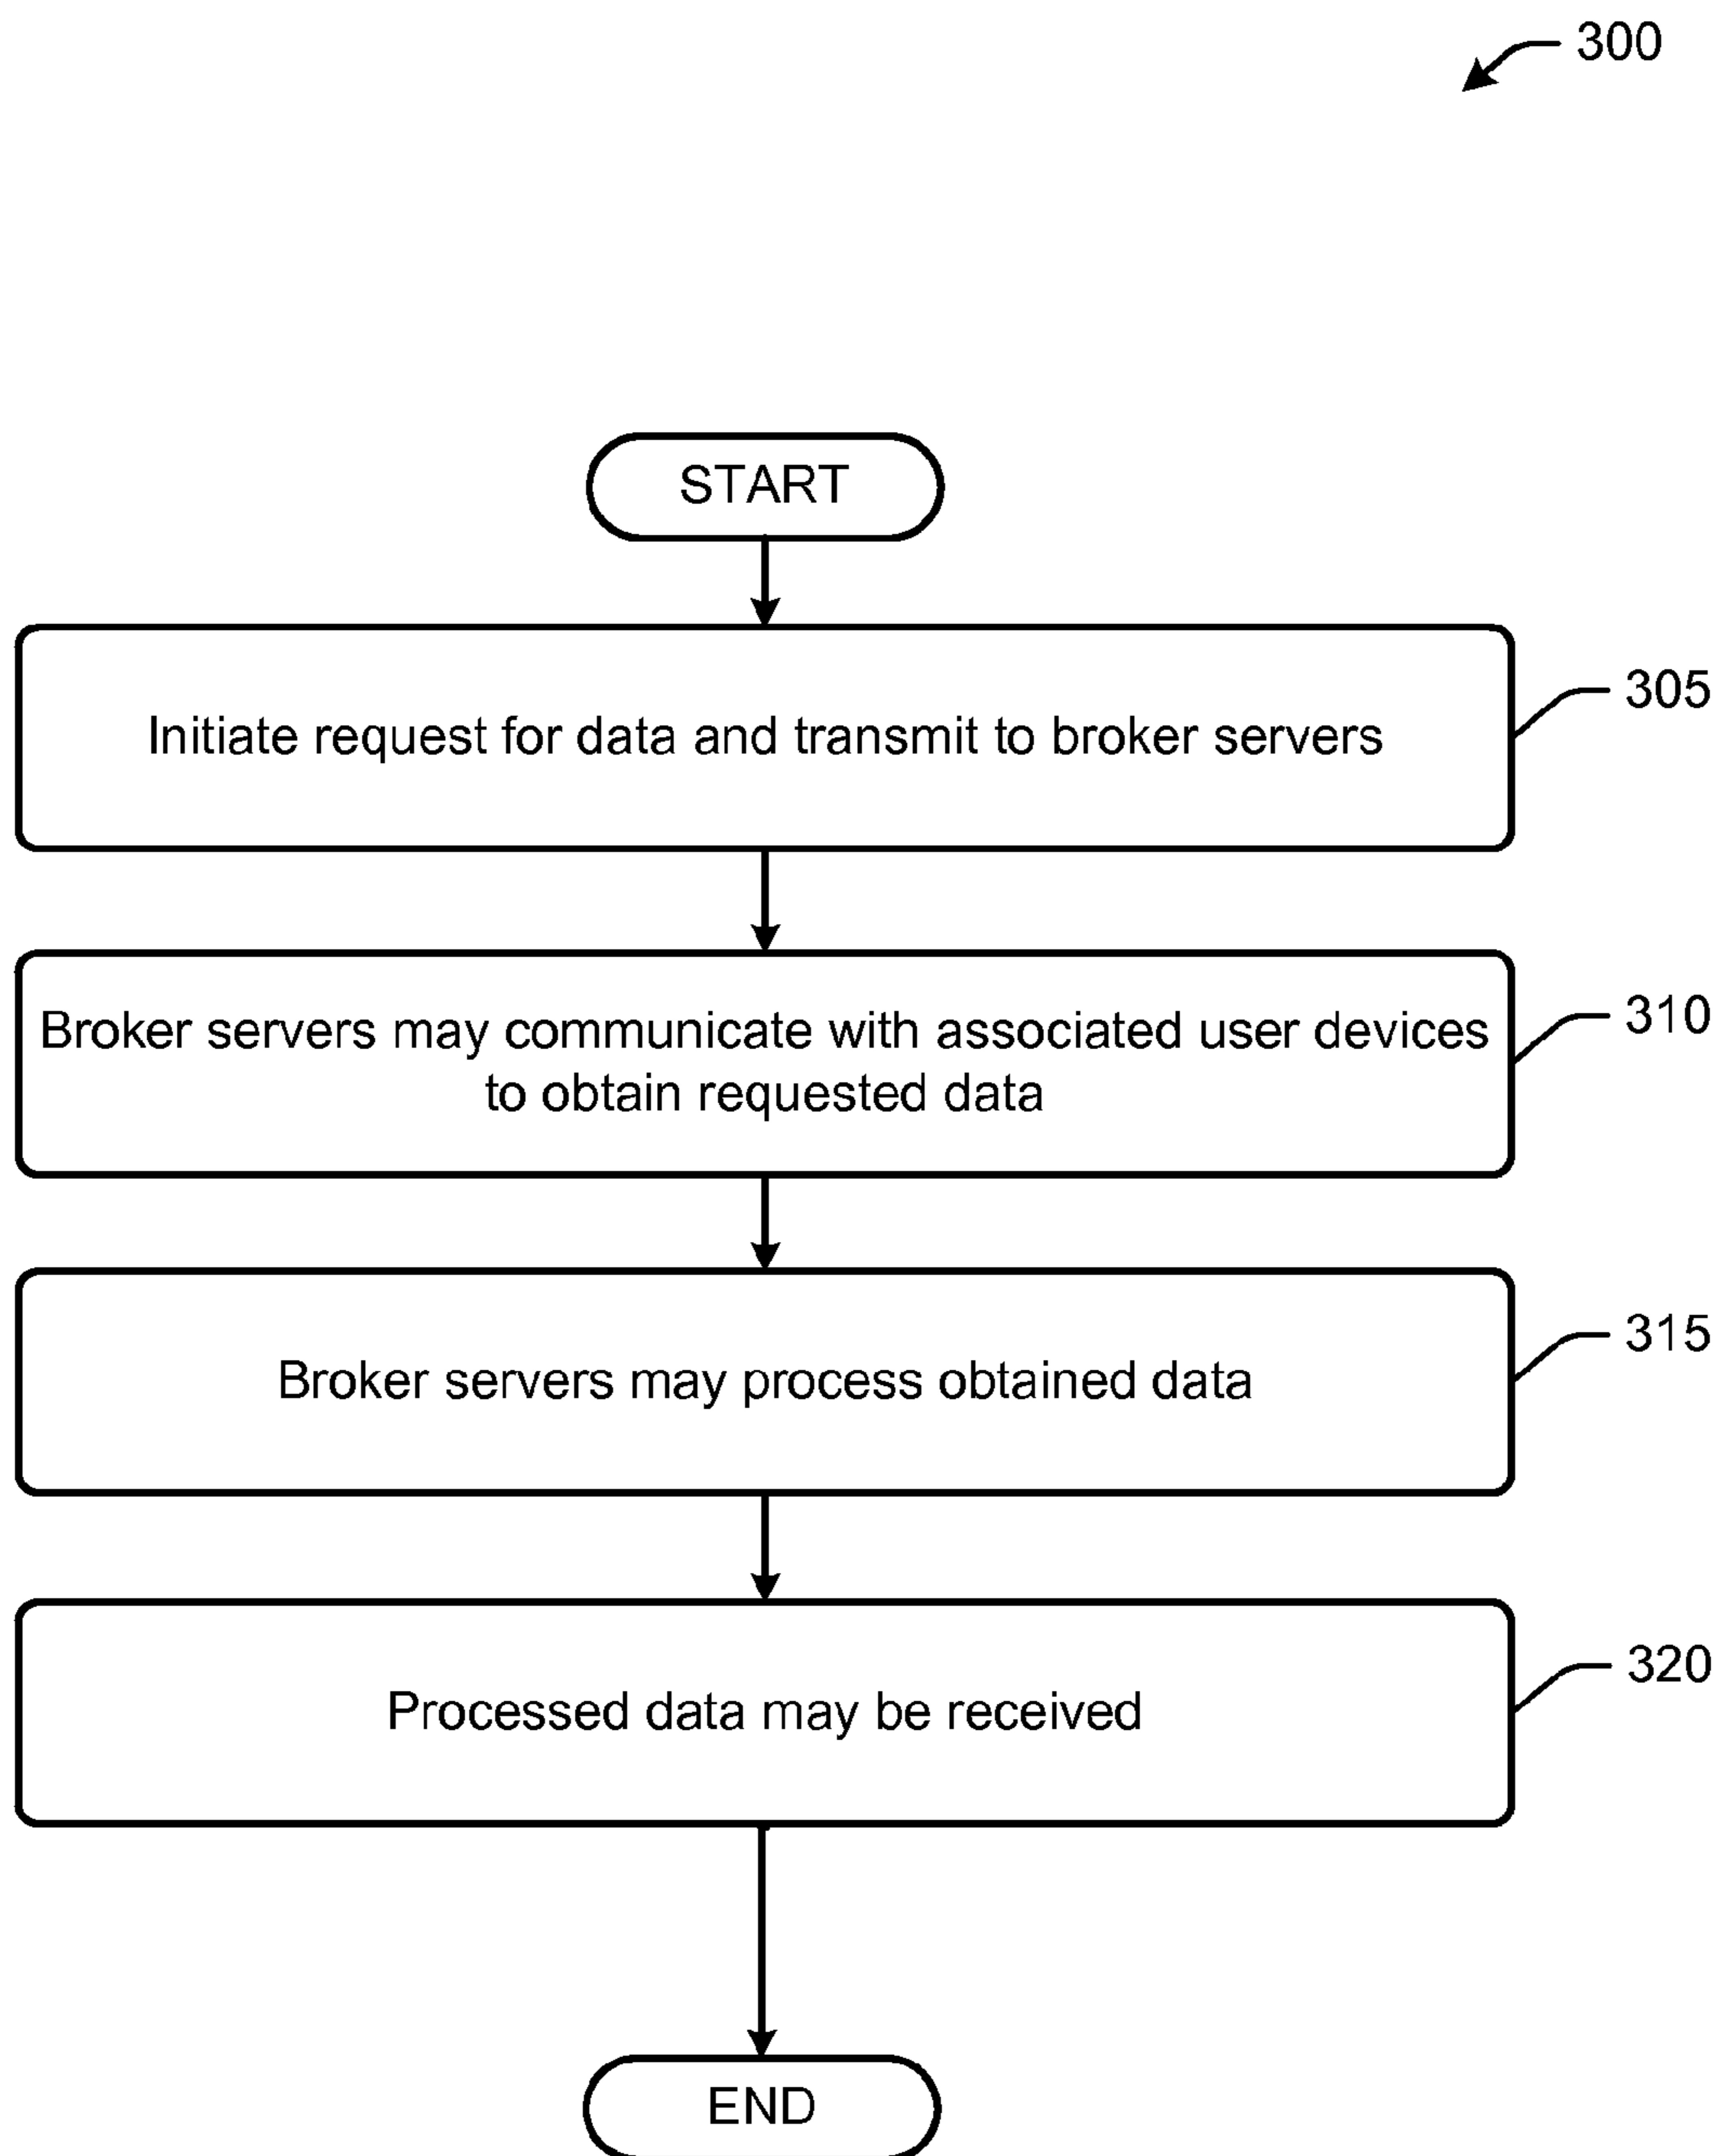 300
START
Initiate request for data and transmit to broker servers
305
Broker servers may communicate with associated user devices
to obtain requested data
310
Broker servers may process obtained data
315
Processed data may be received
320
END